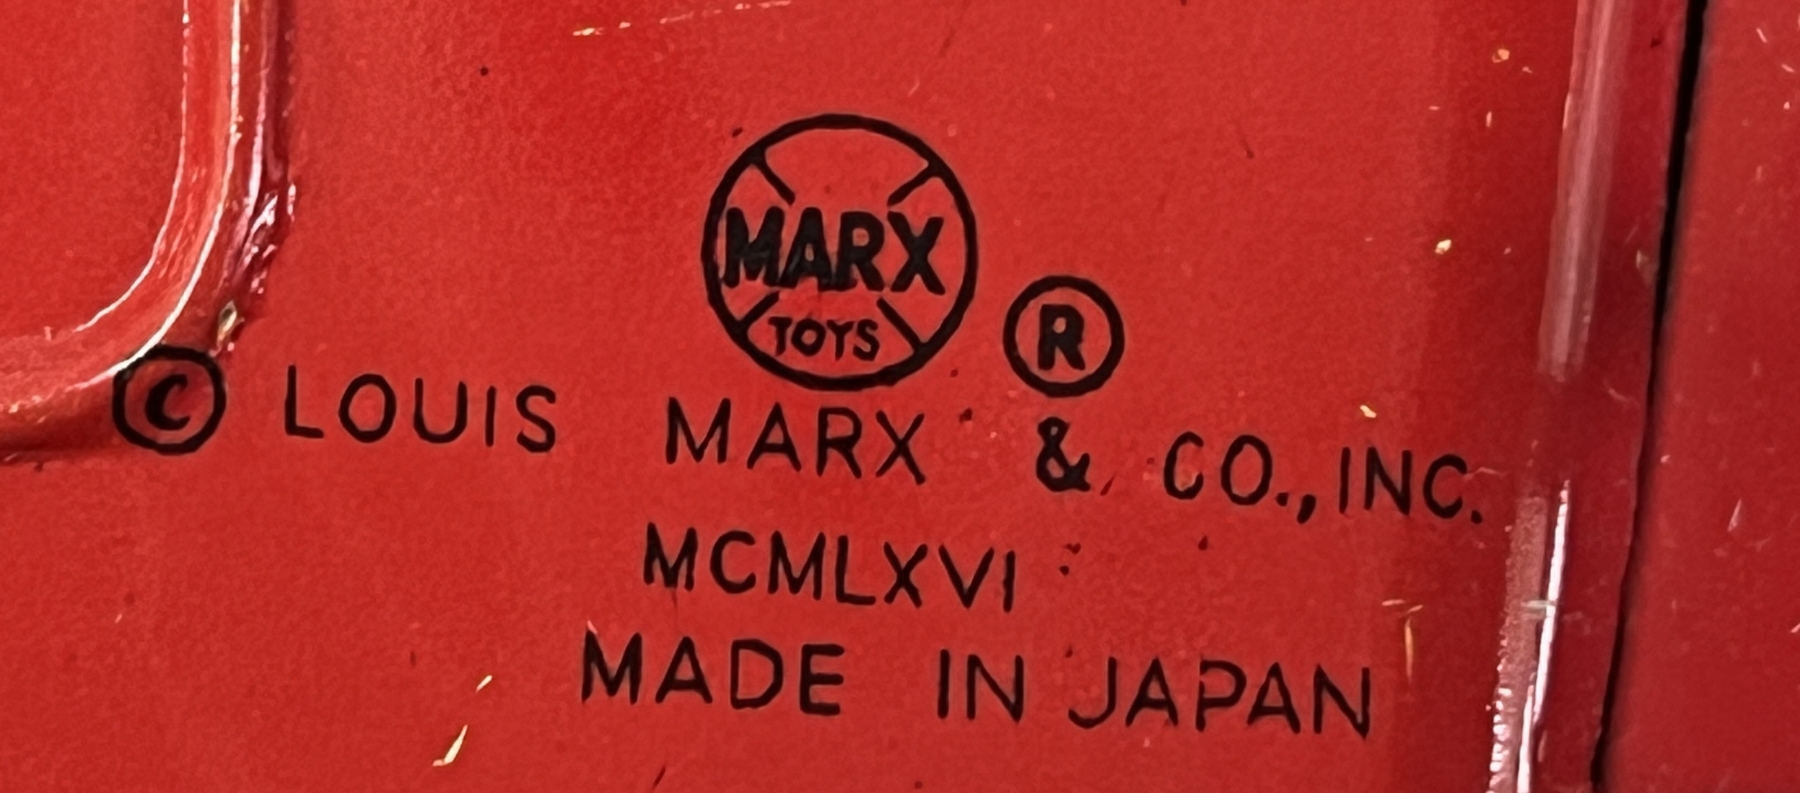 MARX
TOYS
®
© LOUIS MARX & CO., INC.
MCMLXVI
MADE IN JAPAN